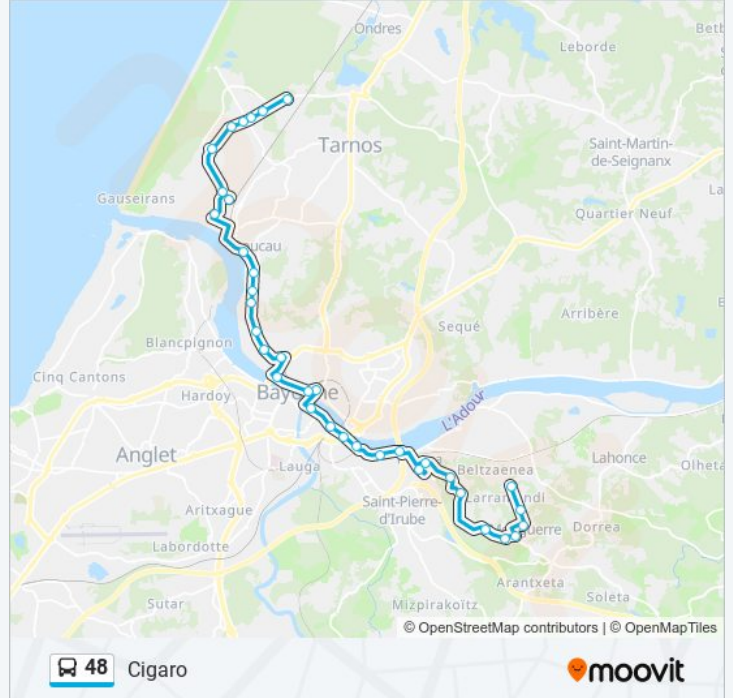 Ondres
Leborde
Tarnos
Saint-Martin-
de-Seignanx
Gauseirans
Quartier Neuf
Arribère
Sequé
Blancpignon
Cinq Cantons
Hardoy
L'Adour
Anglet
Lauga
Beltzaenea
Lahonce
Aritxague
Saint-Pierre-
d'Irube
Dorrea
Labordotte
Arantxeta
Soleta
Sutar
Mizpirakoïtz
© OpenStreetMap contributors | © OpenMapTiles
48 Cigaro
moovit